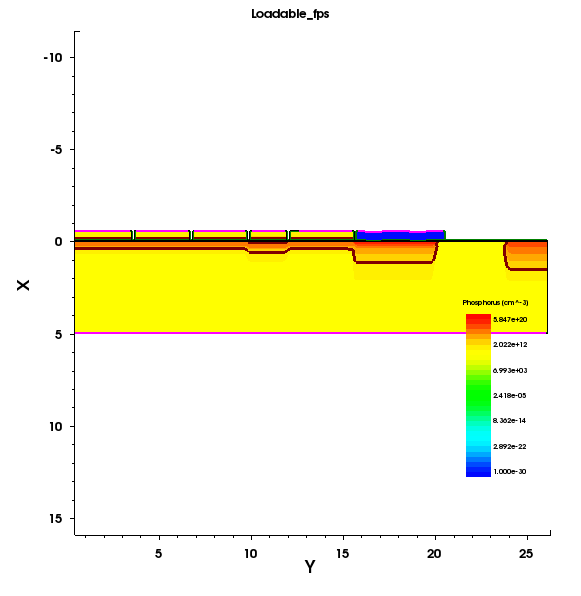 Loadable_fps
-10
-5
0
5
10
15
X
5
10
15
20
25
Y
Phosphorus (cm^-3)
5.847e+20
2.022e+12
6.993e+03
2.418e-05
8.362e-14
2.892e-22
1.000e-30